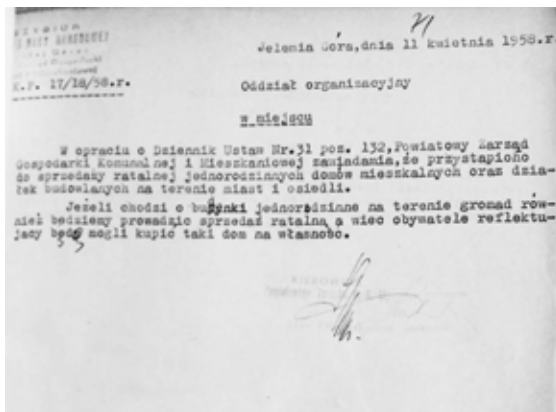 71
Jelenia Góra,dnia 11 kwietnia 1958.r.
K.F. 17/18/58.r.
Oddział organizacyjny
w miejscu
W opraciu o Dziennik Ustaw Nr.31 poz. 132,Powiatowy Zarząd
Gospodarki Komunalnej i Mieszkaniowej zawiadamia,że przystąpiono
do sprzedaży ratalnej jednorodzinnych domów mieszkalnych oraz dzia-
łek budowlanych na terenie miast i osiedli.
Jeżeli chodzi o budynki jednorodzinne na terenie gromad rów-
nież będziemy prowadzić sprzedaż ratalną a wiec obywatele reflektu-
jący będą mogli kupić taki dom na własność.